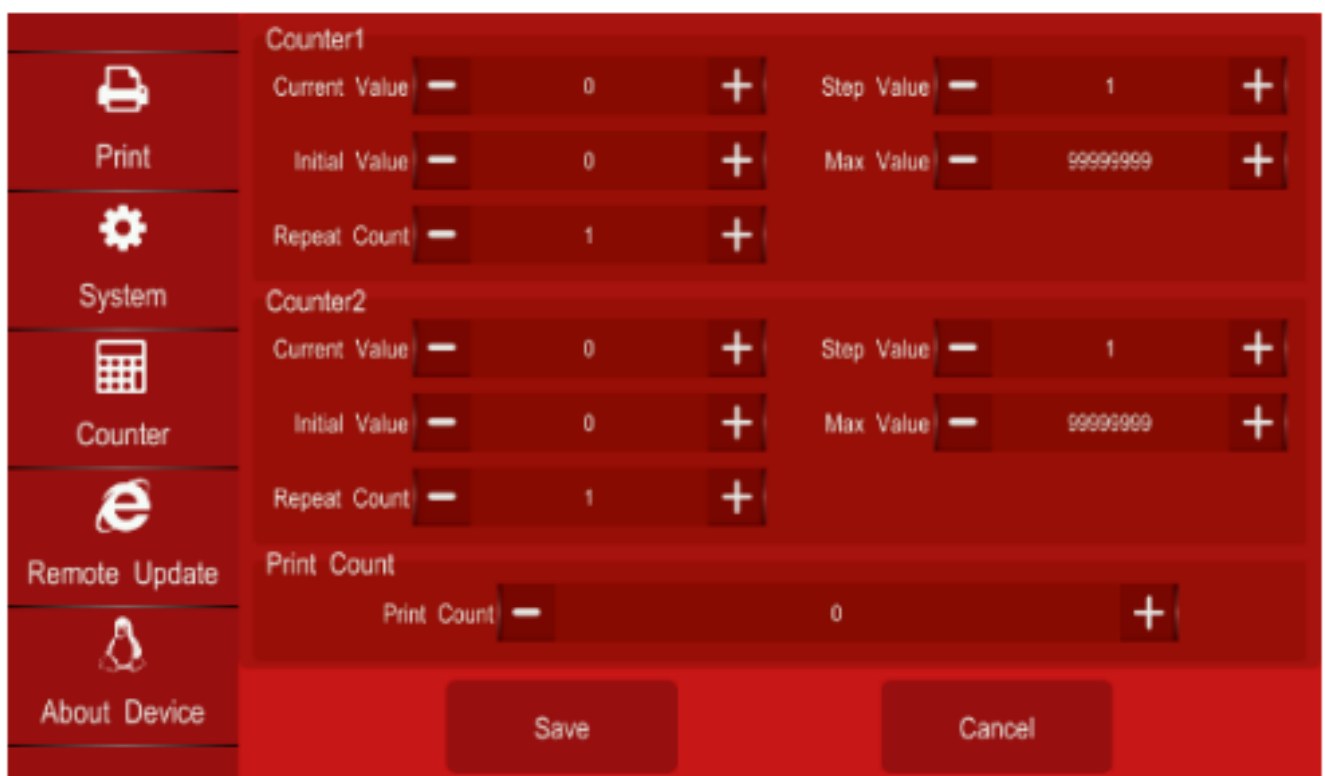 Print
System
Counter
Remote Update
About Device
Counter1
Current Value 0 Step Value 1
Initial Value 0 Max Value 99999999
Repeat Count 1
Counter2
Current Value 0 Step Value 1
Initial Value 0 Max Value 99999999
Repeat Count 1
Print Count
Print Count 0
Save Cancel